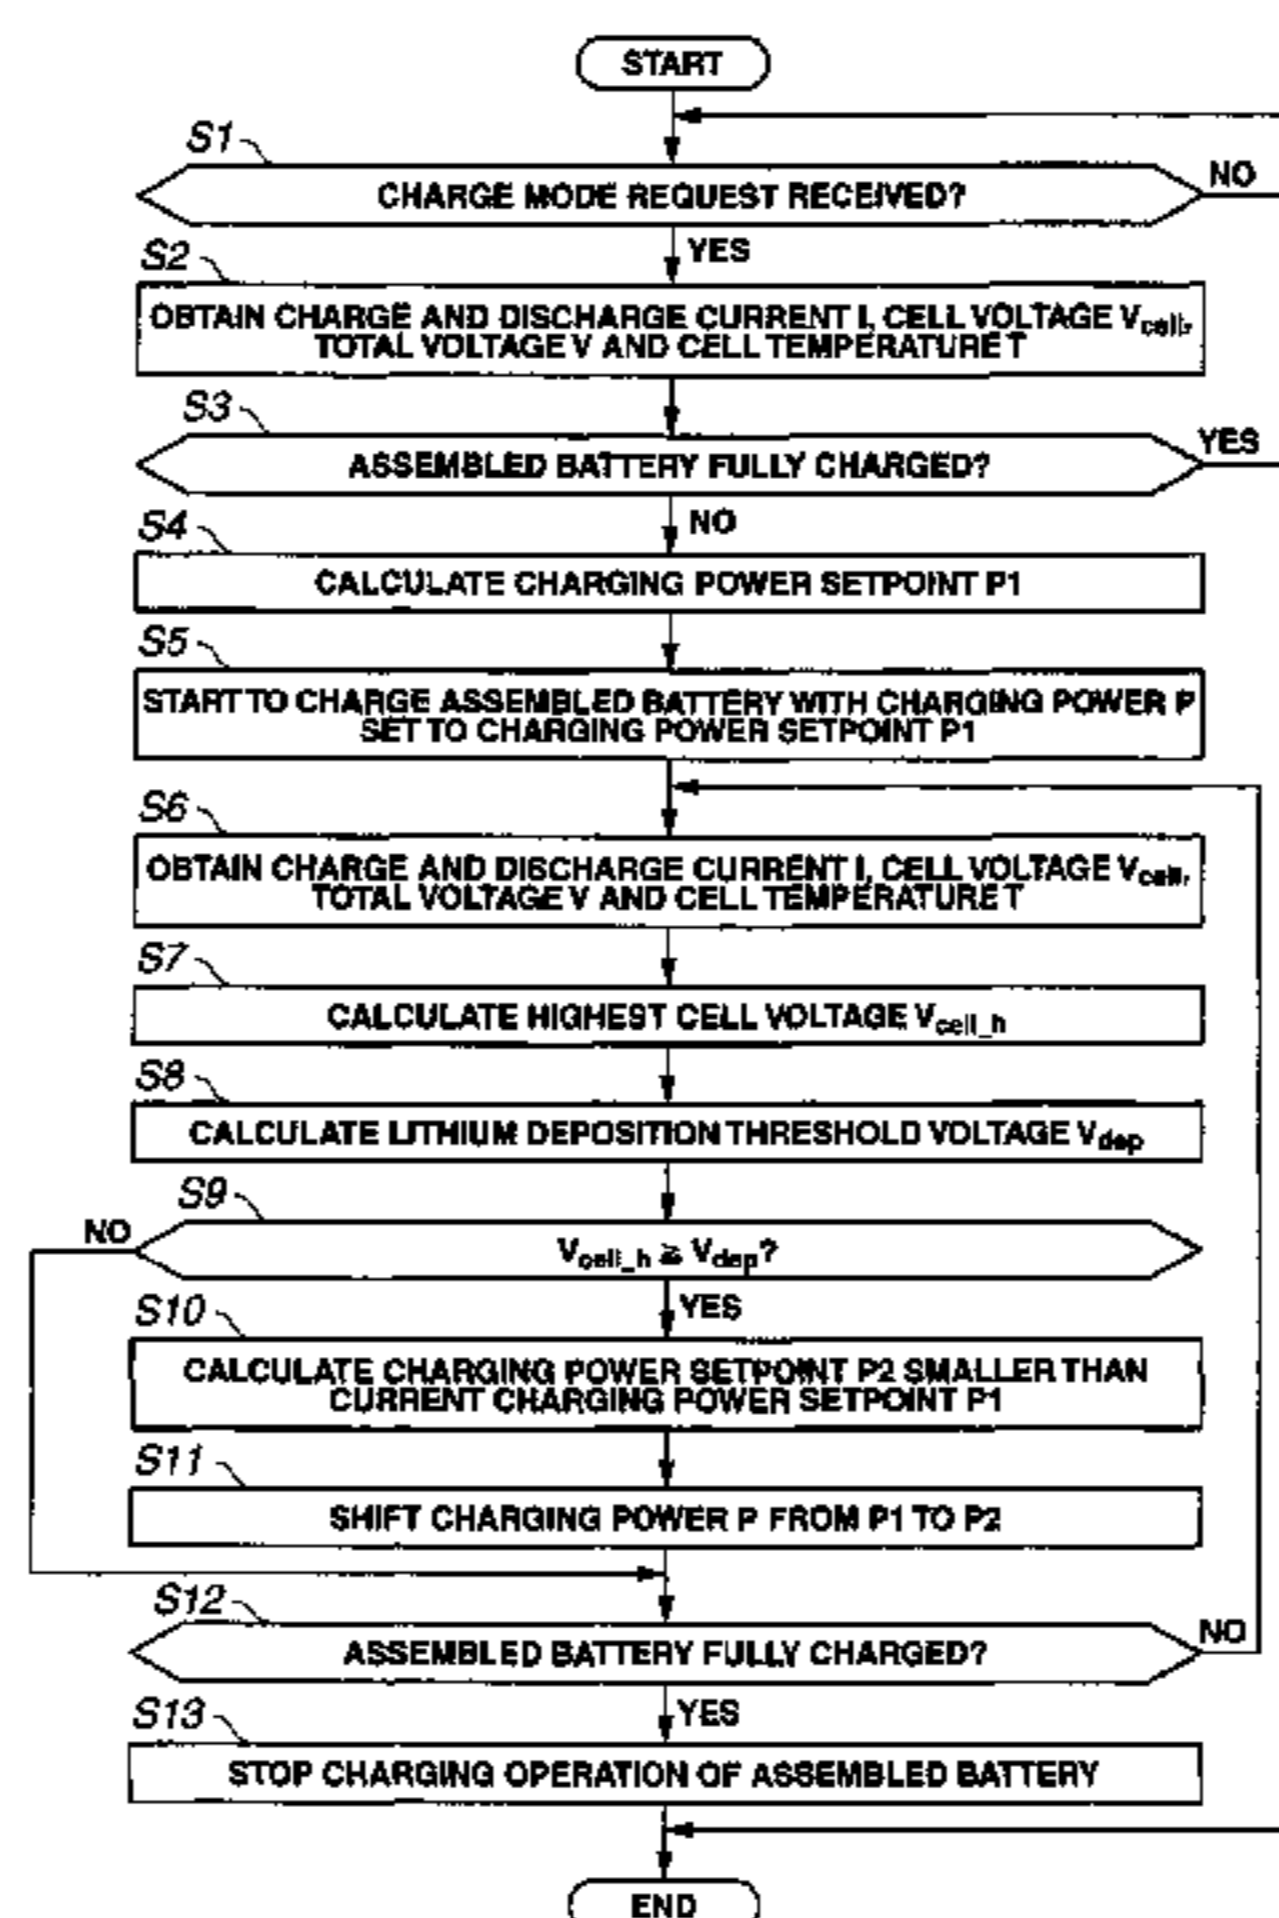 START
S1
CHARGE MODE REQUEST RECEIVED?
NO
YES
S2
OBTAIN CHARGE AND DISCHARGE CURRENT I, CELL VOLTAGE Vcell,
TOTAL VOLTAGE V AND CELL TEMPERATURE T
S3
ASSEMBLED BATTERY FULLY CHARGED?
YES
NO
S4
CALCULATE CHARGING POWER SETPOINT P1
S5
START TO CHARGE ASSEMBLED BATTERY WITH CHARGING POWER P
SET TO CHARGING POWER SETPOINT P1
S6
OBTAIN CHARGE AND DISCHARGE CURRENT I, CELL VOLTAGE Vcell,
TOTAL VOLTAGE V AND CELL TEMPERATURE T
S7
CALCULATE HIGHEST CELL VOLTAGE Vcell_h
S8
CALCULATE LITHIUM DEPOSITION THRESHOLD VOLTAGE Vdep
S9
NO
Vcell_h ≧ Vdep?
YES
S10
CALCULATE CHARGING POWER SETPOINT P2 SMALLER THAN
CURRENT CHARGING POWER SETPOINT P1
S11
SHIFT CHARGING POWER P FROM P1 TO P2
S12
ASSEMBLED BATTERY FULLY CHARGED?
NO
YES
S13
STOP CHARGING OPERATION OF ASSEMBLED BATTERY
END